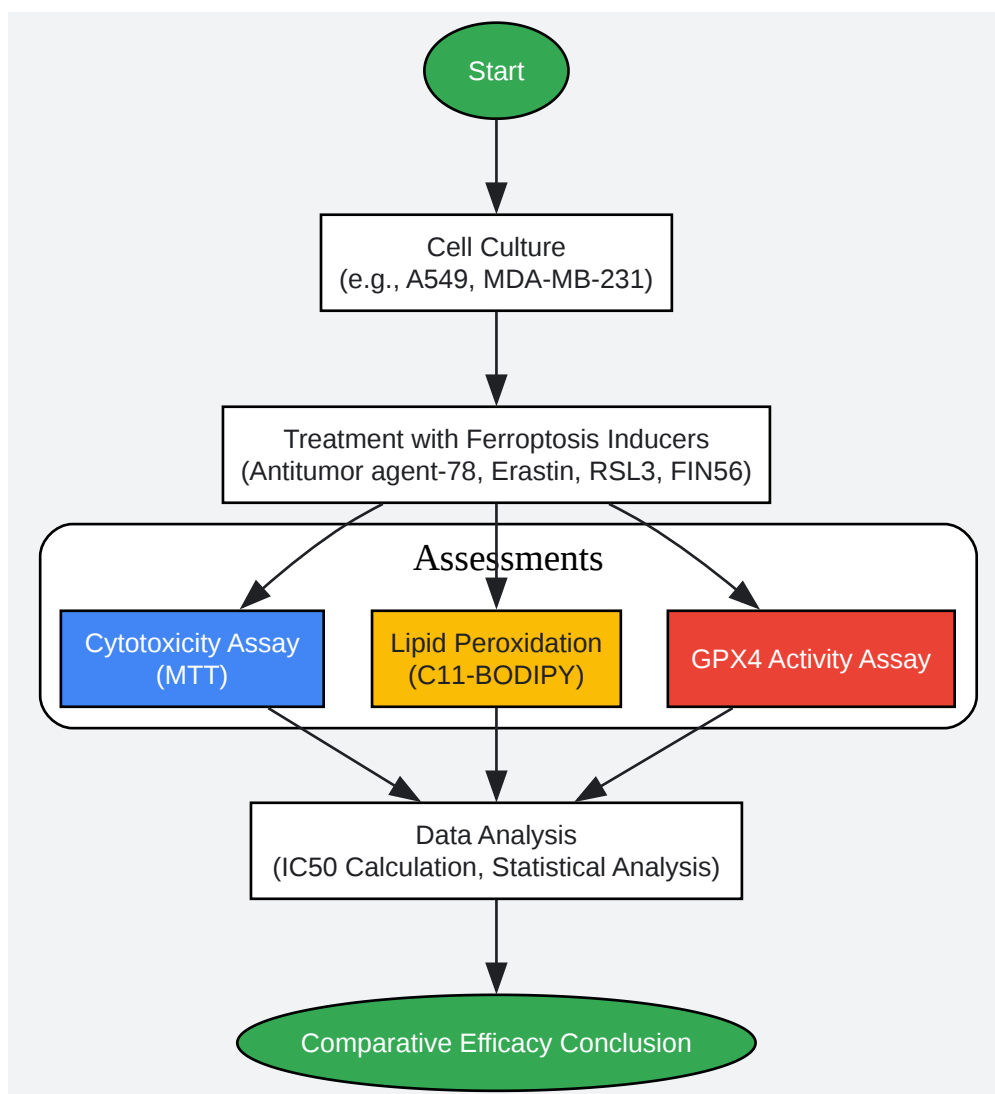 Start
Cell Culture
(e.g., A549, MDA-MB-231)
Treatment with Ferroptosis Inducers
(Antitumor agent-78, Erastin, RSL3, FIN56)
Assessments
Cytotoxicity Assay
(MTT)
Lipid Peroxidation
(C11-BODIPY)
GPX4 Activity Assay
Data Analysis
(IC50 Calculation, Statistical Analysis)
Comparative Efficacy Conclusion